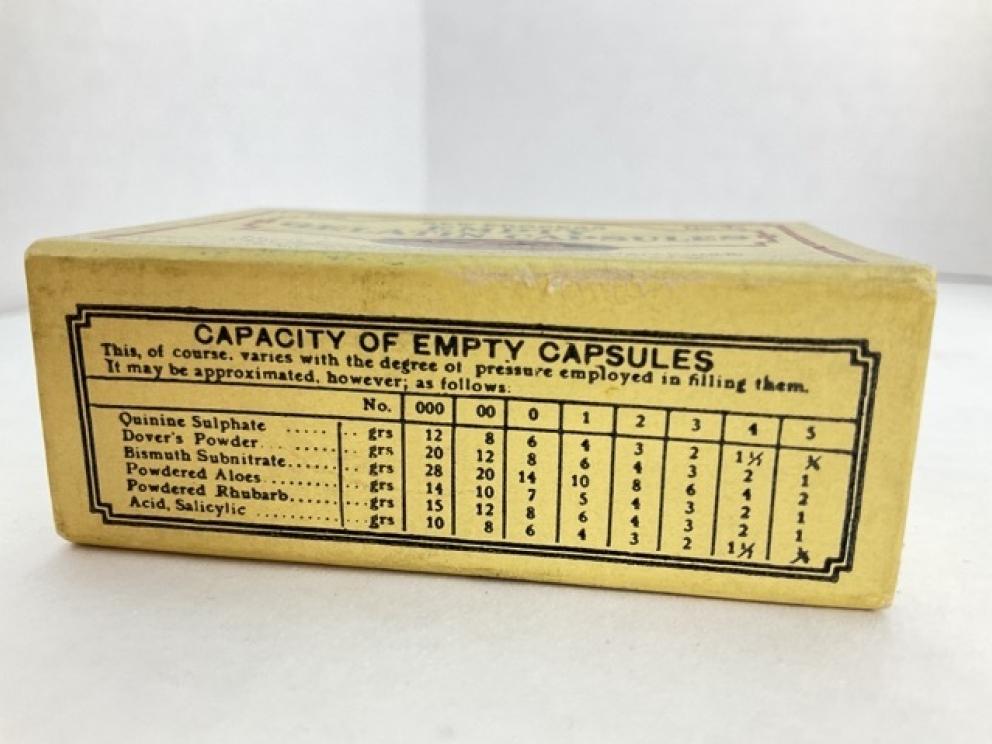 GELATIN CAPSULES
CAPACITY OF EMPTY CAPSULES
This, of course, varies with the degree of pressure employed in filling them.
It may be approximated, however; as follows:
No. 000 00 0 1 2 3 4 5
Quinine Sulphate ..... .. grs 12 8 6 4 3 2 1½
Dover's Powder... .. grs 20 12 8 6 4 3 2 1
Bismuth Subnitrate..... .. grs 28 20 14 10 8 6 4 2
Powdered Aloes..... .. grs 14 10 7 5 4 3 2 1
Powdered Rhubarb..... .. grs 15 12 8 6 4 3 2 1
Acid, Salicylic ..... .. grs 10 8 6 4 3 2 1½